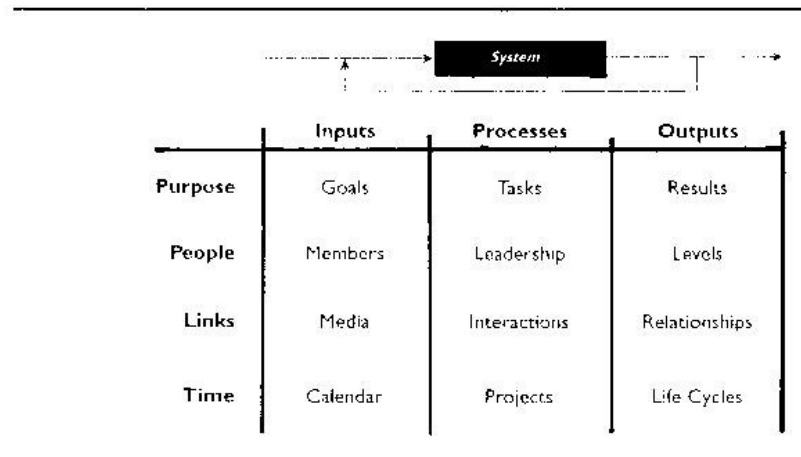 System
Inputs Processes Outputs
Purpose Goals Tasks Results
People Members Leadership Levels
Links Media Interactions Relationships
Time Calendar Projects Life Cycles